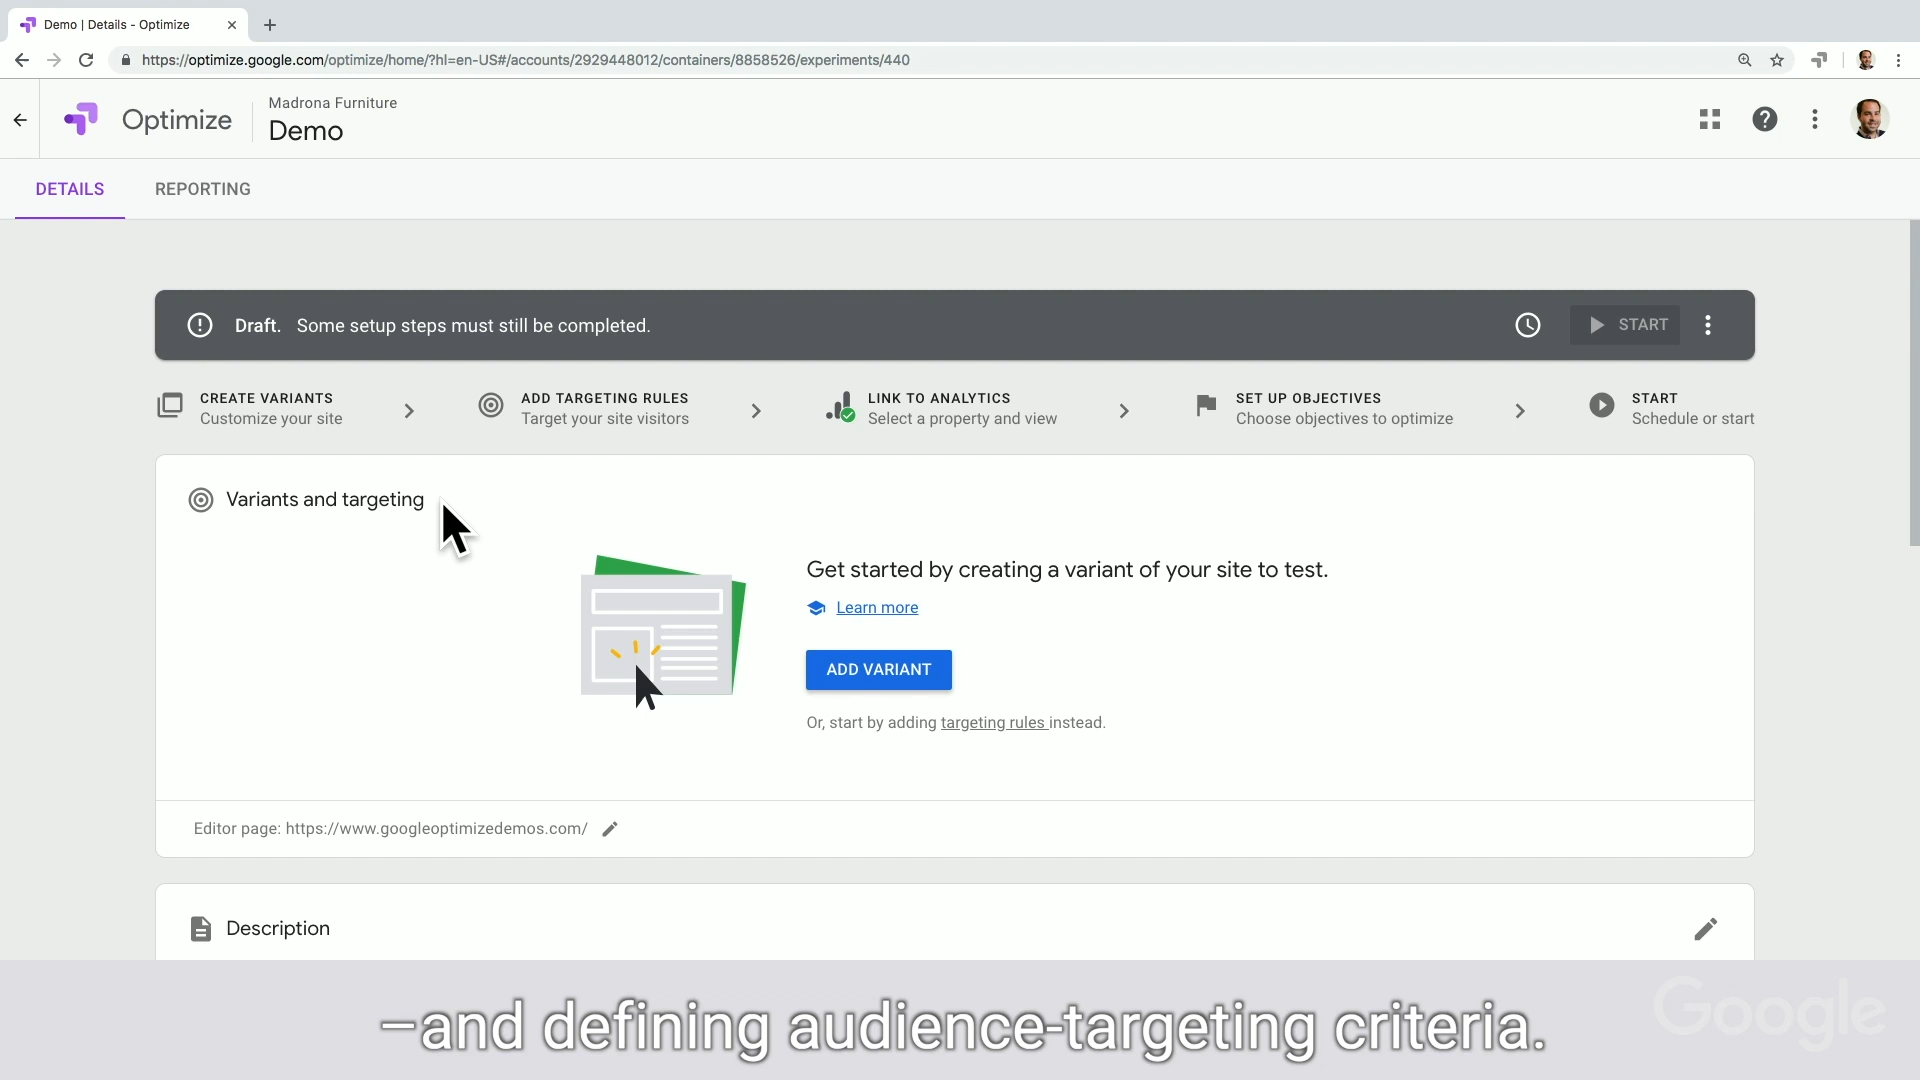 Demo | Details - Optimize
https://optimize.google.com/optimize/home/?hl=en-US#/accounts/2929448012/containers/8858526/experiments/440
Optimize
Madrona Furniture
Demo
DETAILS
REPORTING
Draft. Some setup steps must still be completed.
START
CREATE VARIANTS
Customize your site
ADD TARGETING RULES
Target your site visitors
LINK TO ANALYTICS
Select a property and view
SET UP OBJECTIVES
Choose objectives to optimize
START
Schedule or start
Variants and targeting
Get started by creating a variant of your site to test.
Learn more
ADD VARIANT
Or, start by adding targeting rules instead.
Editor page: https://www.googleoptimizedemos.com/
Description
–and defining audience-targeting criteria.
Google